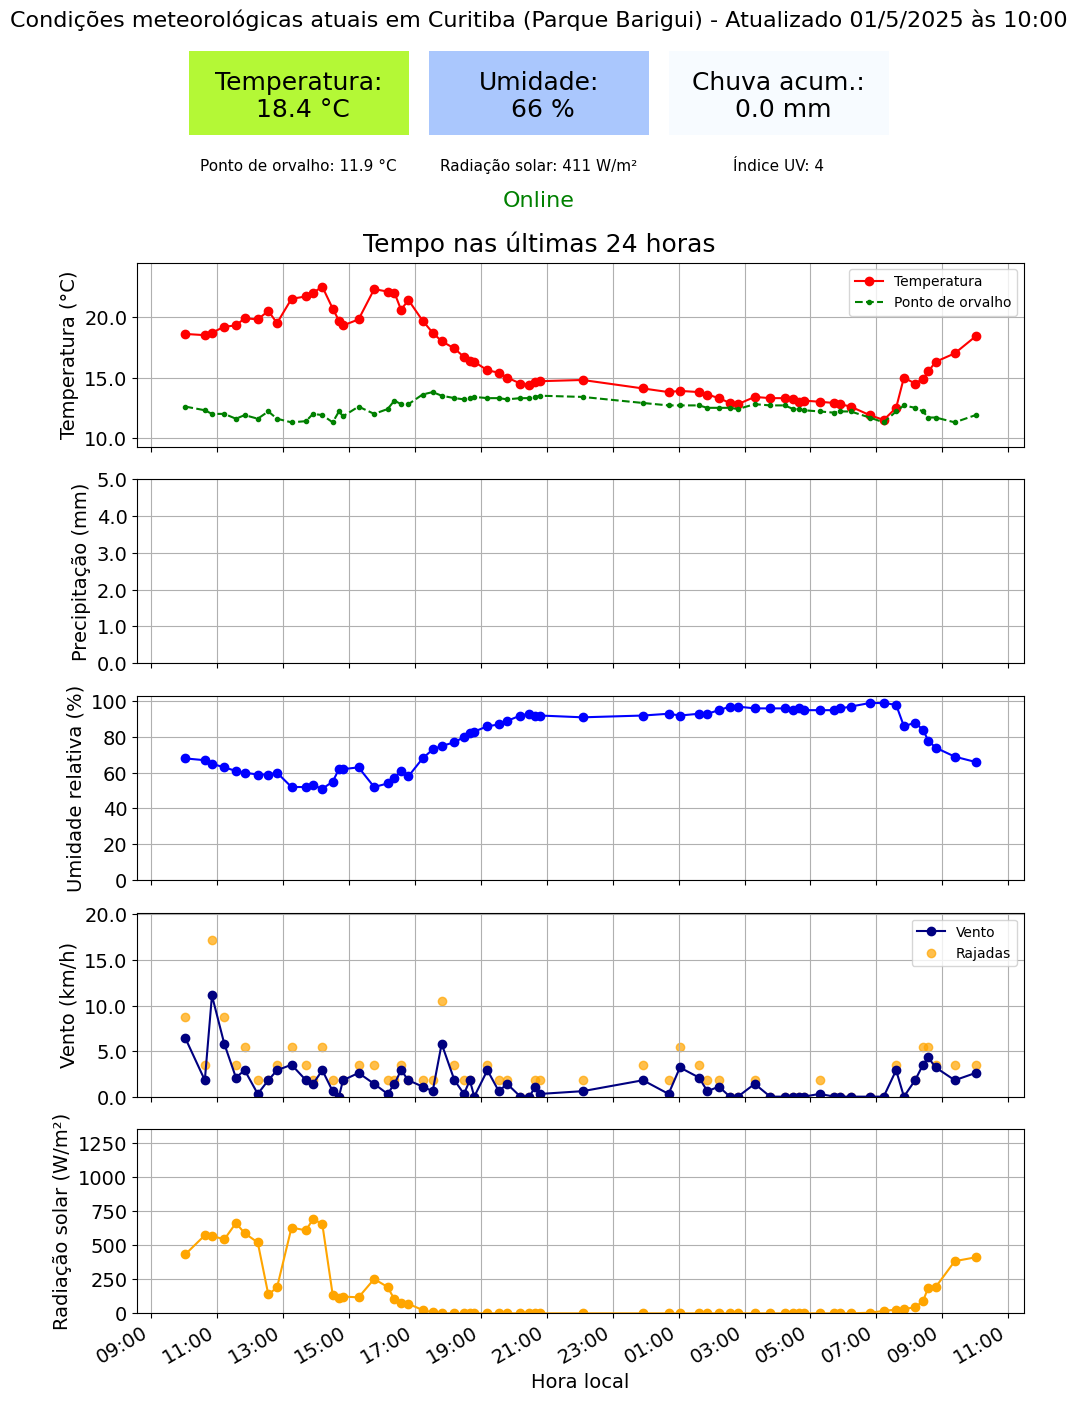 Condições meteorológicas atuais em Curitiba (Parque Barigui) - Atualizado 01/5/2025 às 10:00
Temperatura:
18.4 °C
Umidade:
66 %
Chuva acum.:
0.0 mm
Ponto de orvalho: 11.9 °C
Radiação solar: 411 W/m²
Índice UV: 4
Online
Tempo nas últimas 24 horas
Temperatura (°C)
20.0
15.0
10.0
Temperatura
Ponto de orvalho
Precipitação (mm)
5.0
4.0
3.0
2.0
1.0
0.0
Umidade relativa (%)
100
80
60
40
20
0
Vento (km/h)
20.0
15.0
10.0
5.0
0.0
Vento
Rajadas
Radiação solar (W/m²)
1250
1000
750
500
250
0
09:00
11:00
13:00
15:00
17:00
19:00
21:00
23:00
01:00
03:00
05:00
07:00
09:00
11:00
Hora local